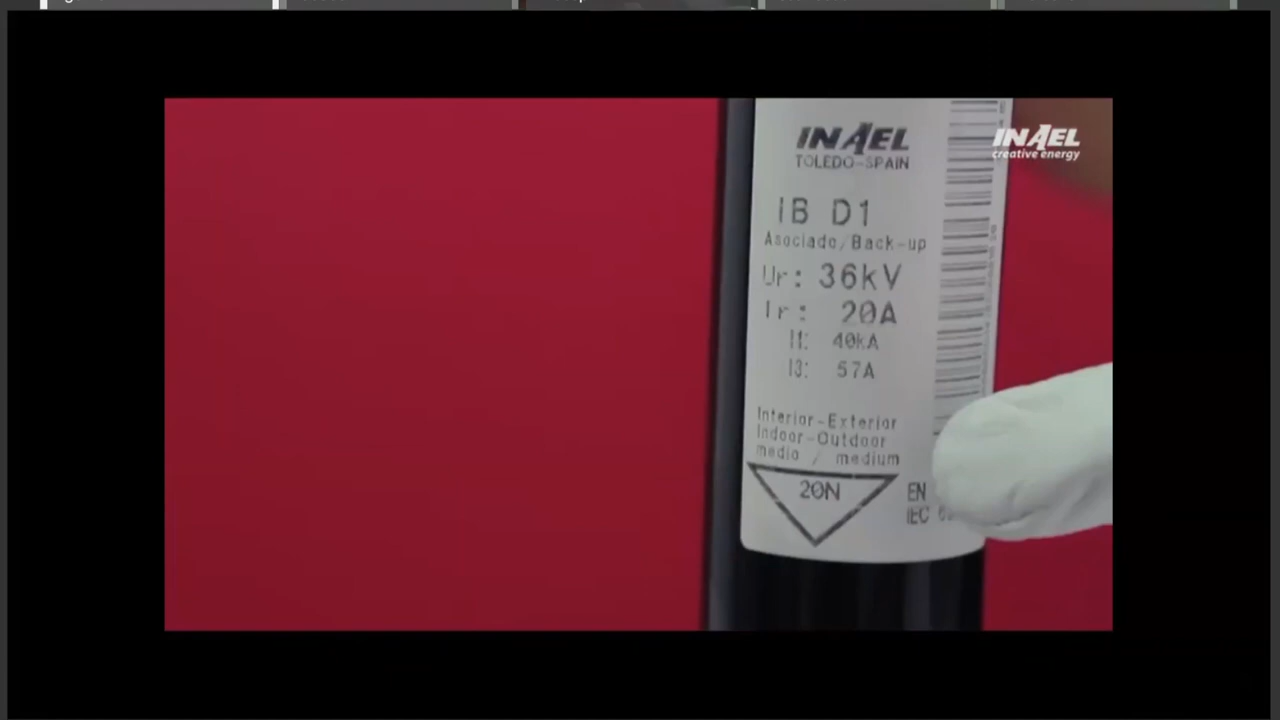 INAEL
TOLEDO-SPAIN
IB D1
Asociado/Back-up
Ur: 36kV
Ir: 20A
I1: 40kA
I3: 57A
Interior-Exterior
Indoor-Outdoor
medio / medium
20N
EN
IEC
INAEL
creative energy